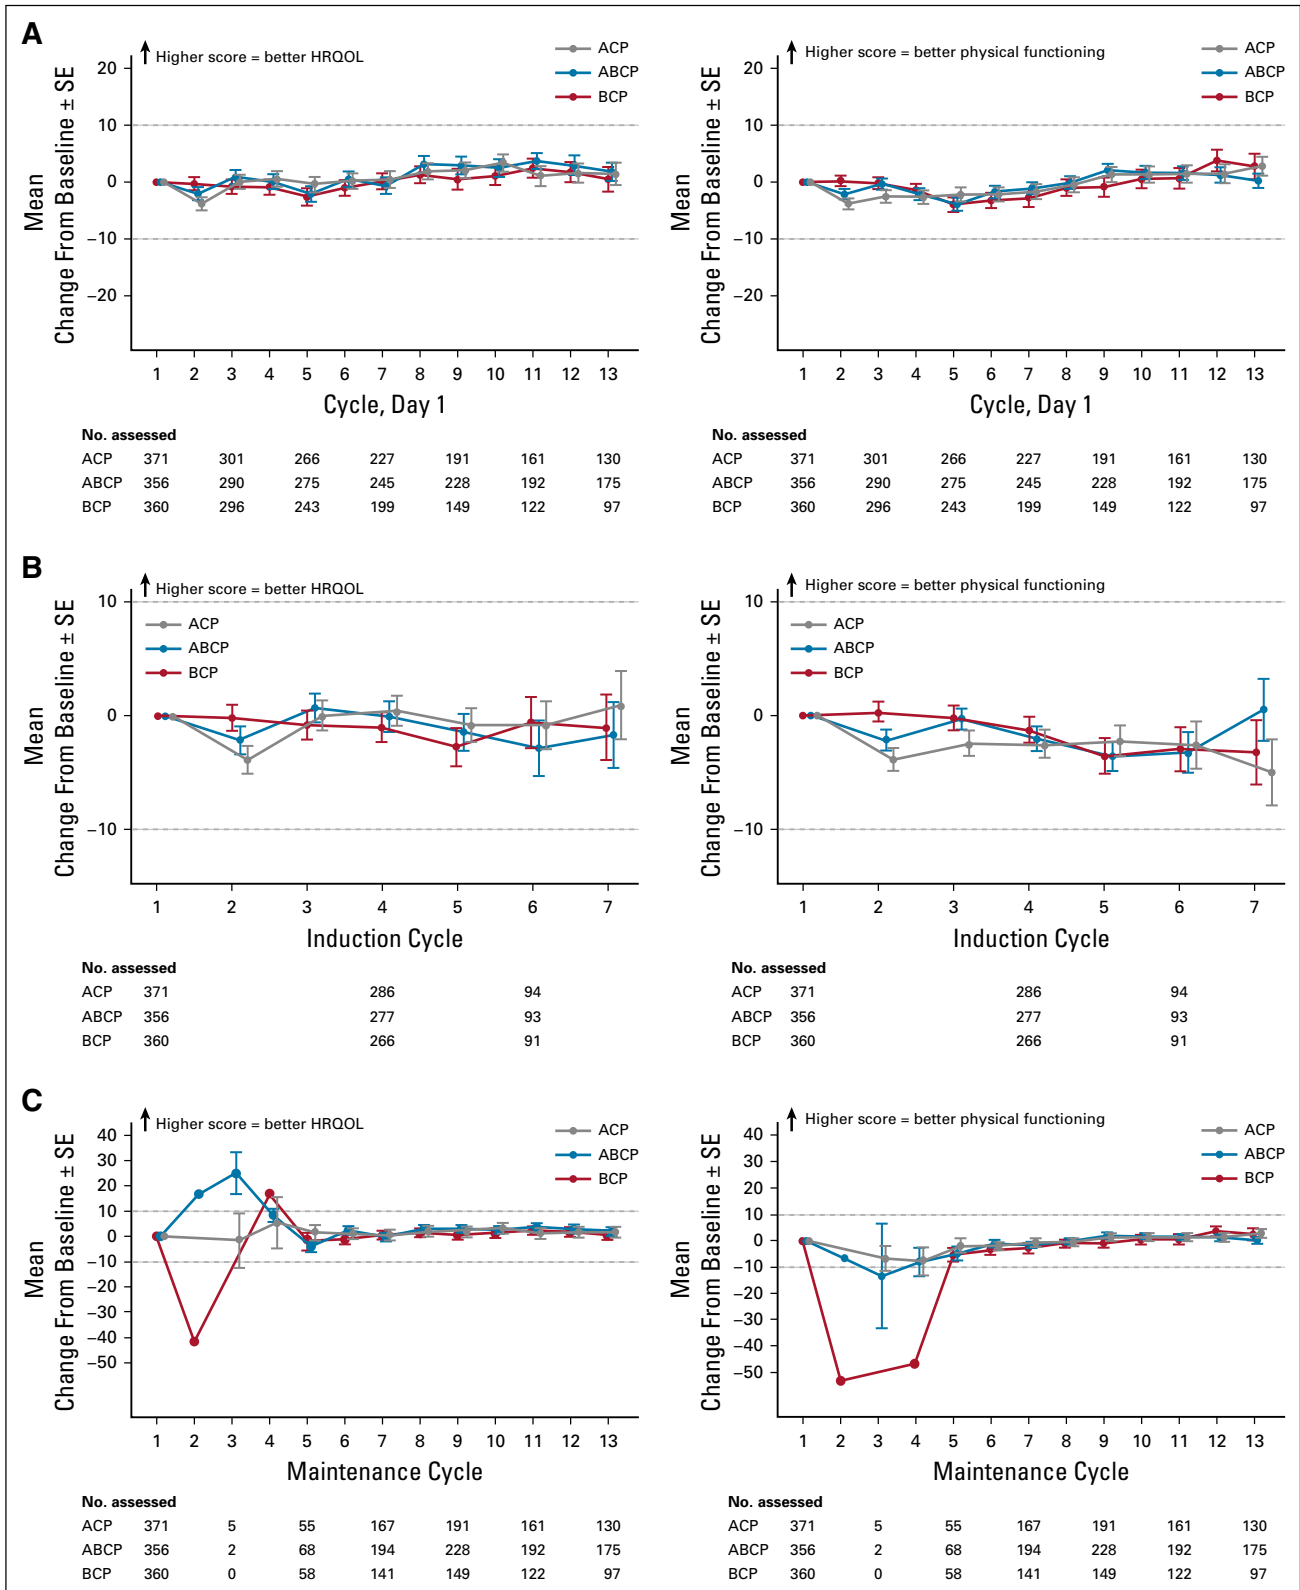 A
Higher score = better HRQOL
ACP
ABCP
BCP
Mean
Change From Baseline ± SE
20
10
0
−10
−20
1 2 3 4 5 6 7 8 9 10 11 12 13
Cycle, Day 1
No. assessed
ACP 371 301 266 227 191 161 130
ABCP 356 290 275 245 228 192 175
BCP 360 296 243 199 149 122 97
Higher score = better physical functioning
ACP
ABCP
BCP
Mean
Change From Baseline ± SE
20
10
0
−10
−20
1 2 3 4 5 6 7 8 9 10 11 12 13
Cycle, Day 1
No. assessed
ACP 371 301 266 227 191 161 130
ABCP 356 290 275 245 228 192 175
BCP 360 296 243 199 149 122 97
B
Higher score = better HRQOL
ACP
ABCP
BCP
Mean
Change From Baseline ± SE
10
0
−10
1 2 3 4 5 6 7
Induction Cycle
No. assessed
ACP 371 286 94
ABCP 356 277 93
BCP 360 266 91
Higher score = better physical functioning
ACP
ABCP
BCP
Mean
Change From Baseline ± SE
10
0
−10
1 2 3 4 5 6 7
Induction Cycle
No. assessed
ACP 371 286 94
ABCP 356 277 93
BCP 360 266 91
C
Higher score = better HRQOL
ACP
ABCP
BCP
Mean
Change From Baseline ± SE
40
30
20
10
0
−10
−20
−30
−40
−50
1 2 3 4 5 6 7 8 9 10 11 12 13
Maintenance Cycle
No. assessed
ACP 371 5 55 167 191 161 130
ABCP 356 2 68 194 228 192 175
BCP 360 0 58 141 149 122 97
Higher score = better physical functioning
ACP
ABCP
BCP
Mean
Change From Baseline ± SE
40
30
20
10
0
−10
−20
−30
−40
−50
1 2 3 4 5 6 7 8 9 10 11 12 13
Maintenance Cycle
No. assessed
ACP 371 5 55 167 191 161 130
ABCP 356 2 68 194 228 192 175
BCP 360 0 58 141 149 122 97